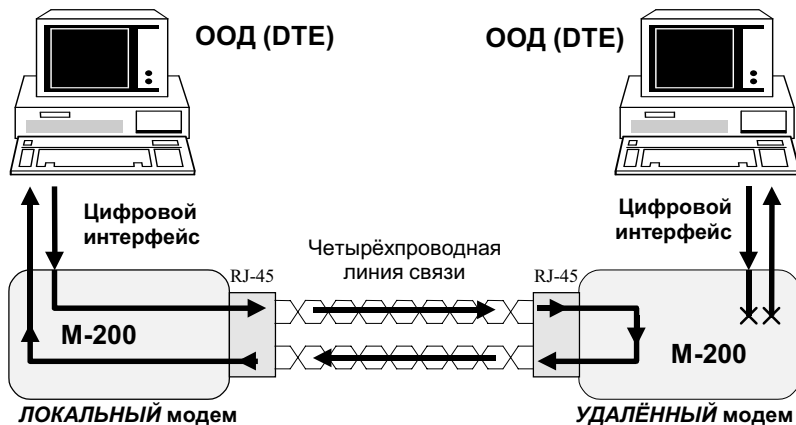 ООД (DTE)
ООД (DTE)
Цифровой
интерфейс
Цифровой
интерфейс
Четырёхпроводная
линия связи
RJ-45
RJ-45
М-200
М-200
ЛОКАЛЬНЫЙ модем
УДАЛЁННЫЙ модем